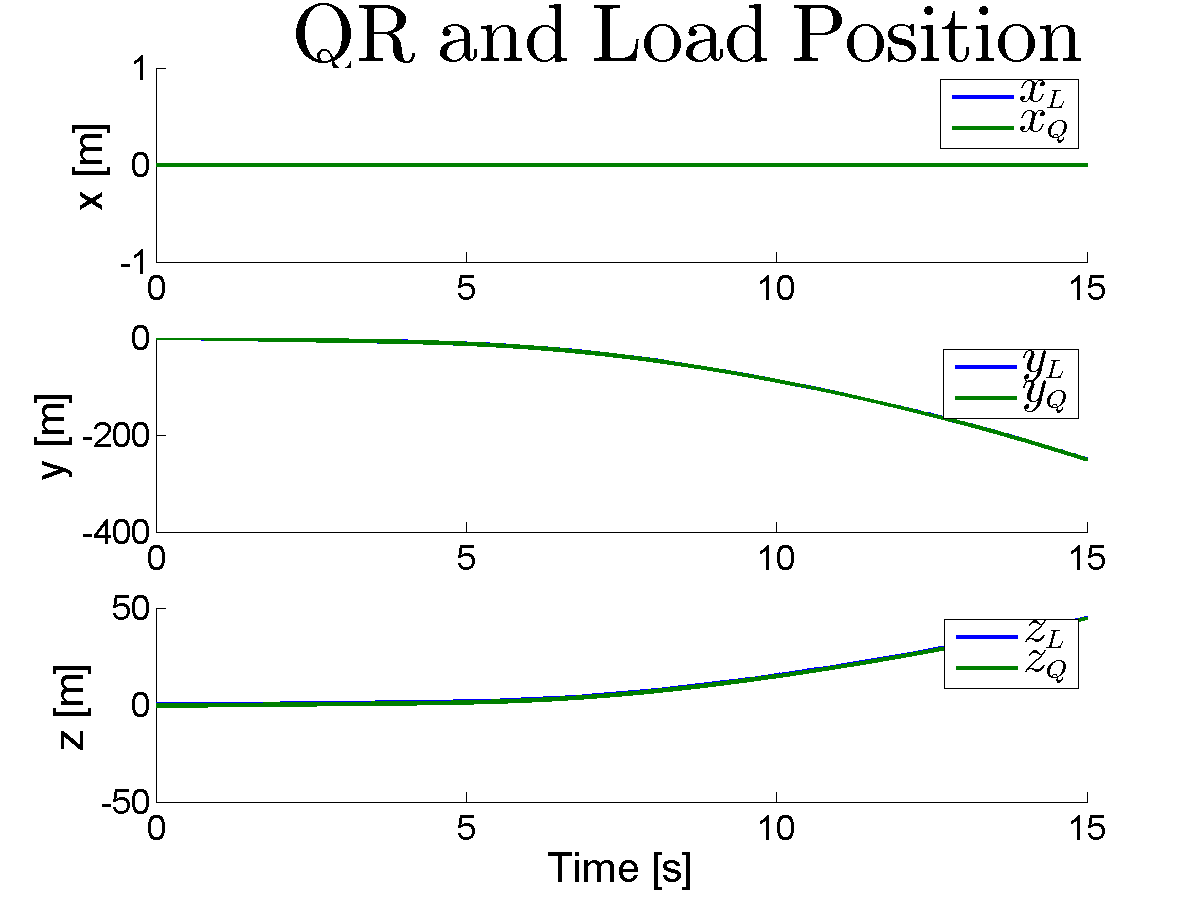 QR and Load Position
1
0
-1
x [m]
0 5 10 15
x_L
x_Q
0
-200
-400
y [m]
0 5 10 15
y_L
y_Q
50
0
-50
z [m]
0 5 10 15
z_L
z_Q
Time [s]